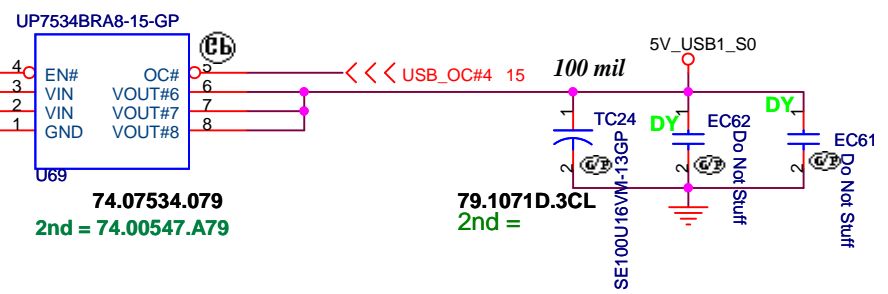 UP7534BRA8-15-GP
Cb
4 EN# OC# 5 USB_OC#4 15
3 VIN VOUT#6 6
2 VIN VOUT#7 7
1 GND VOUT#8 8
U69
74.07534.079
2nd = 74.00547.A79
100 mil
5V_USB1_S0
1 TC24
2 G/P
SE100U16VM-13GP
79.1071D.3CL
2nd =
DY 1 EC62
2 G/P
Do Not Stuff
DY 1 EC61
2 G/P
Do Not Stuff